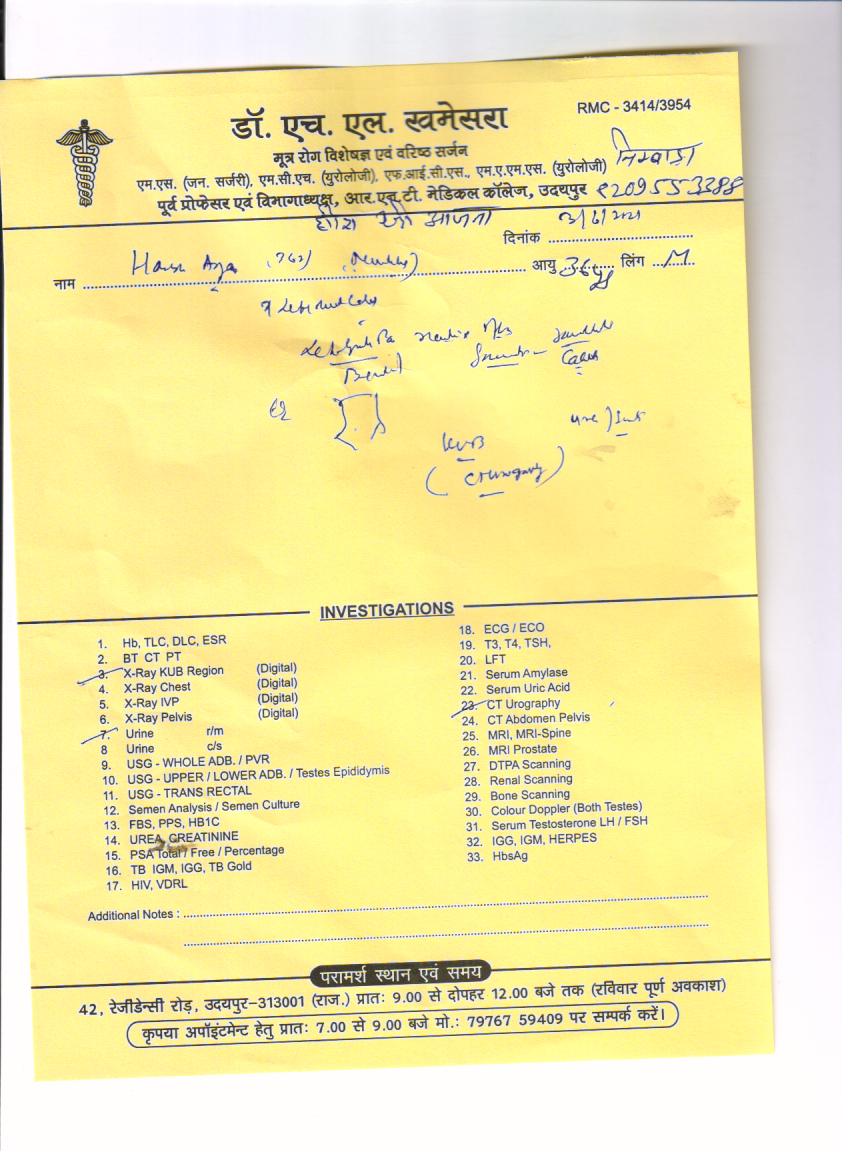 RMC - 3414/3954
डॉ. एच. एल. खमेसरा
मूत्र रोग विशेषज्ञ एवं वरिष्ठ सर्जन
एम.एस. (जन. सर्जरी), एम.सी.एच. (यूरोलोजी), एफ.आई.सी.एस., एम.ए.एम.एस. (यूरोलोजी)
पूर्व प्रोफेसर एवं विभागाध्यक्ष, आर.एन.टी. मेडिकल कॉलेज, उदयपुर
दिनांक
नाम आयु 36 लिंग M
KUB
INVESTIGATIONS
1. Hb, TLC, DLC, ESR
2. BT CT PT
3. X-Ray KUB Region (Digital)
4. X-Ray Chest (Digital)
5. X-Ray IVP (Digital)
6. X-Ray Pelvis (Digital)
7. Urine r/m
8 Urine c/s
9. USG - WHOLE ADB. / PVR
10. USG - UPPER / LOWER ADB. / Testes Epididymis
11. USG - TRANS RECTAL
12. Semen Analysis / Semen Culture
13. FBS, PPS, HB1C
14. UREA, CREATININE
15. PSA Total / Free / Percentage
16. TB IGM, IGG, TB Gold
17. HIV, VDRL
18. ECG / ECO
19. T3, T4, TSH,
20. LFT
21. Serum Amylase
22. Serum Uric Acid
23. CT Urography
24. CT Abdomen Pelvis
25. MRI, MRI-Spine
26. MRI Prostate
27. DTPA Scanning
28. Renal Scanning
29. Bone Scanning
30. Colour Doppler (Both Testes)
31. Serum Testosterone LH / FSH
32. IGG, IGM, HERPES
33. HbsAg
Additional Notes :
परामर्श स्थान एवं समय
42, रेजीडेन्सी रोड़, उदयपुर-313001 (राज.) प्रातः 9.00 से दोपहर 12.00 बजे तक (रविवार पूर्ण अवकाश)
कृपया अपॉइंटमेन्ट हेतु प्रातः 7.00 से 9.00 बजे मो.: 79767 59409 पर सम्पर्क करें।